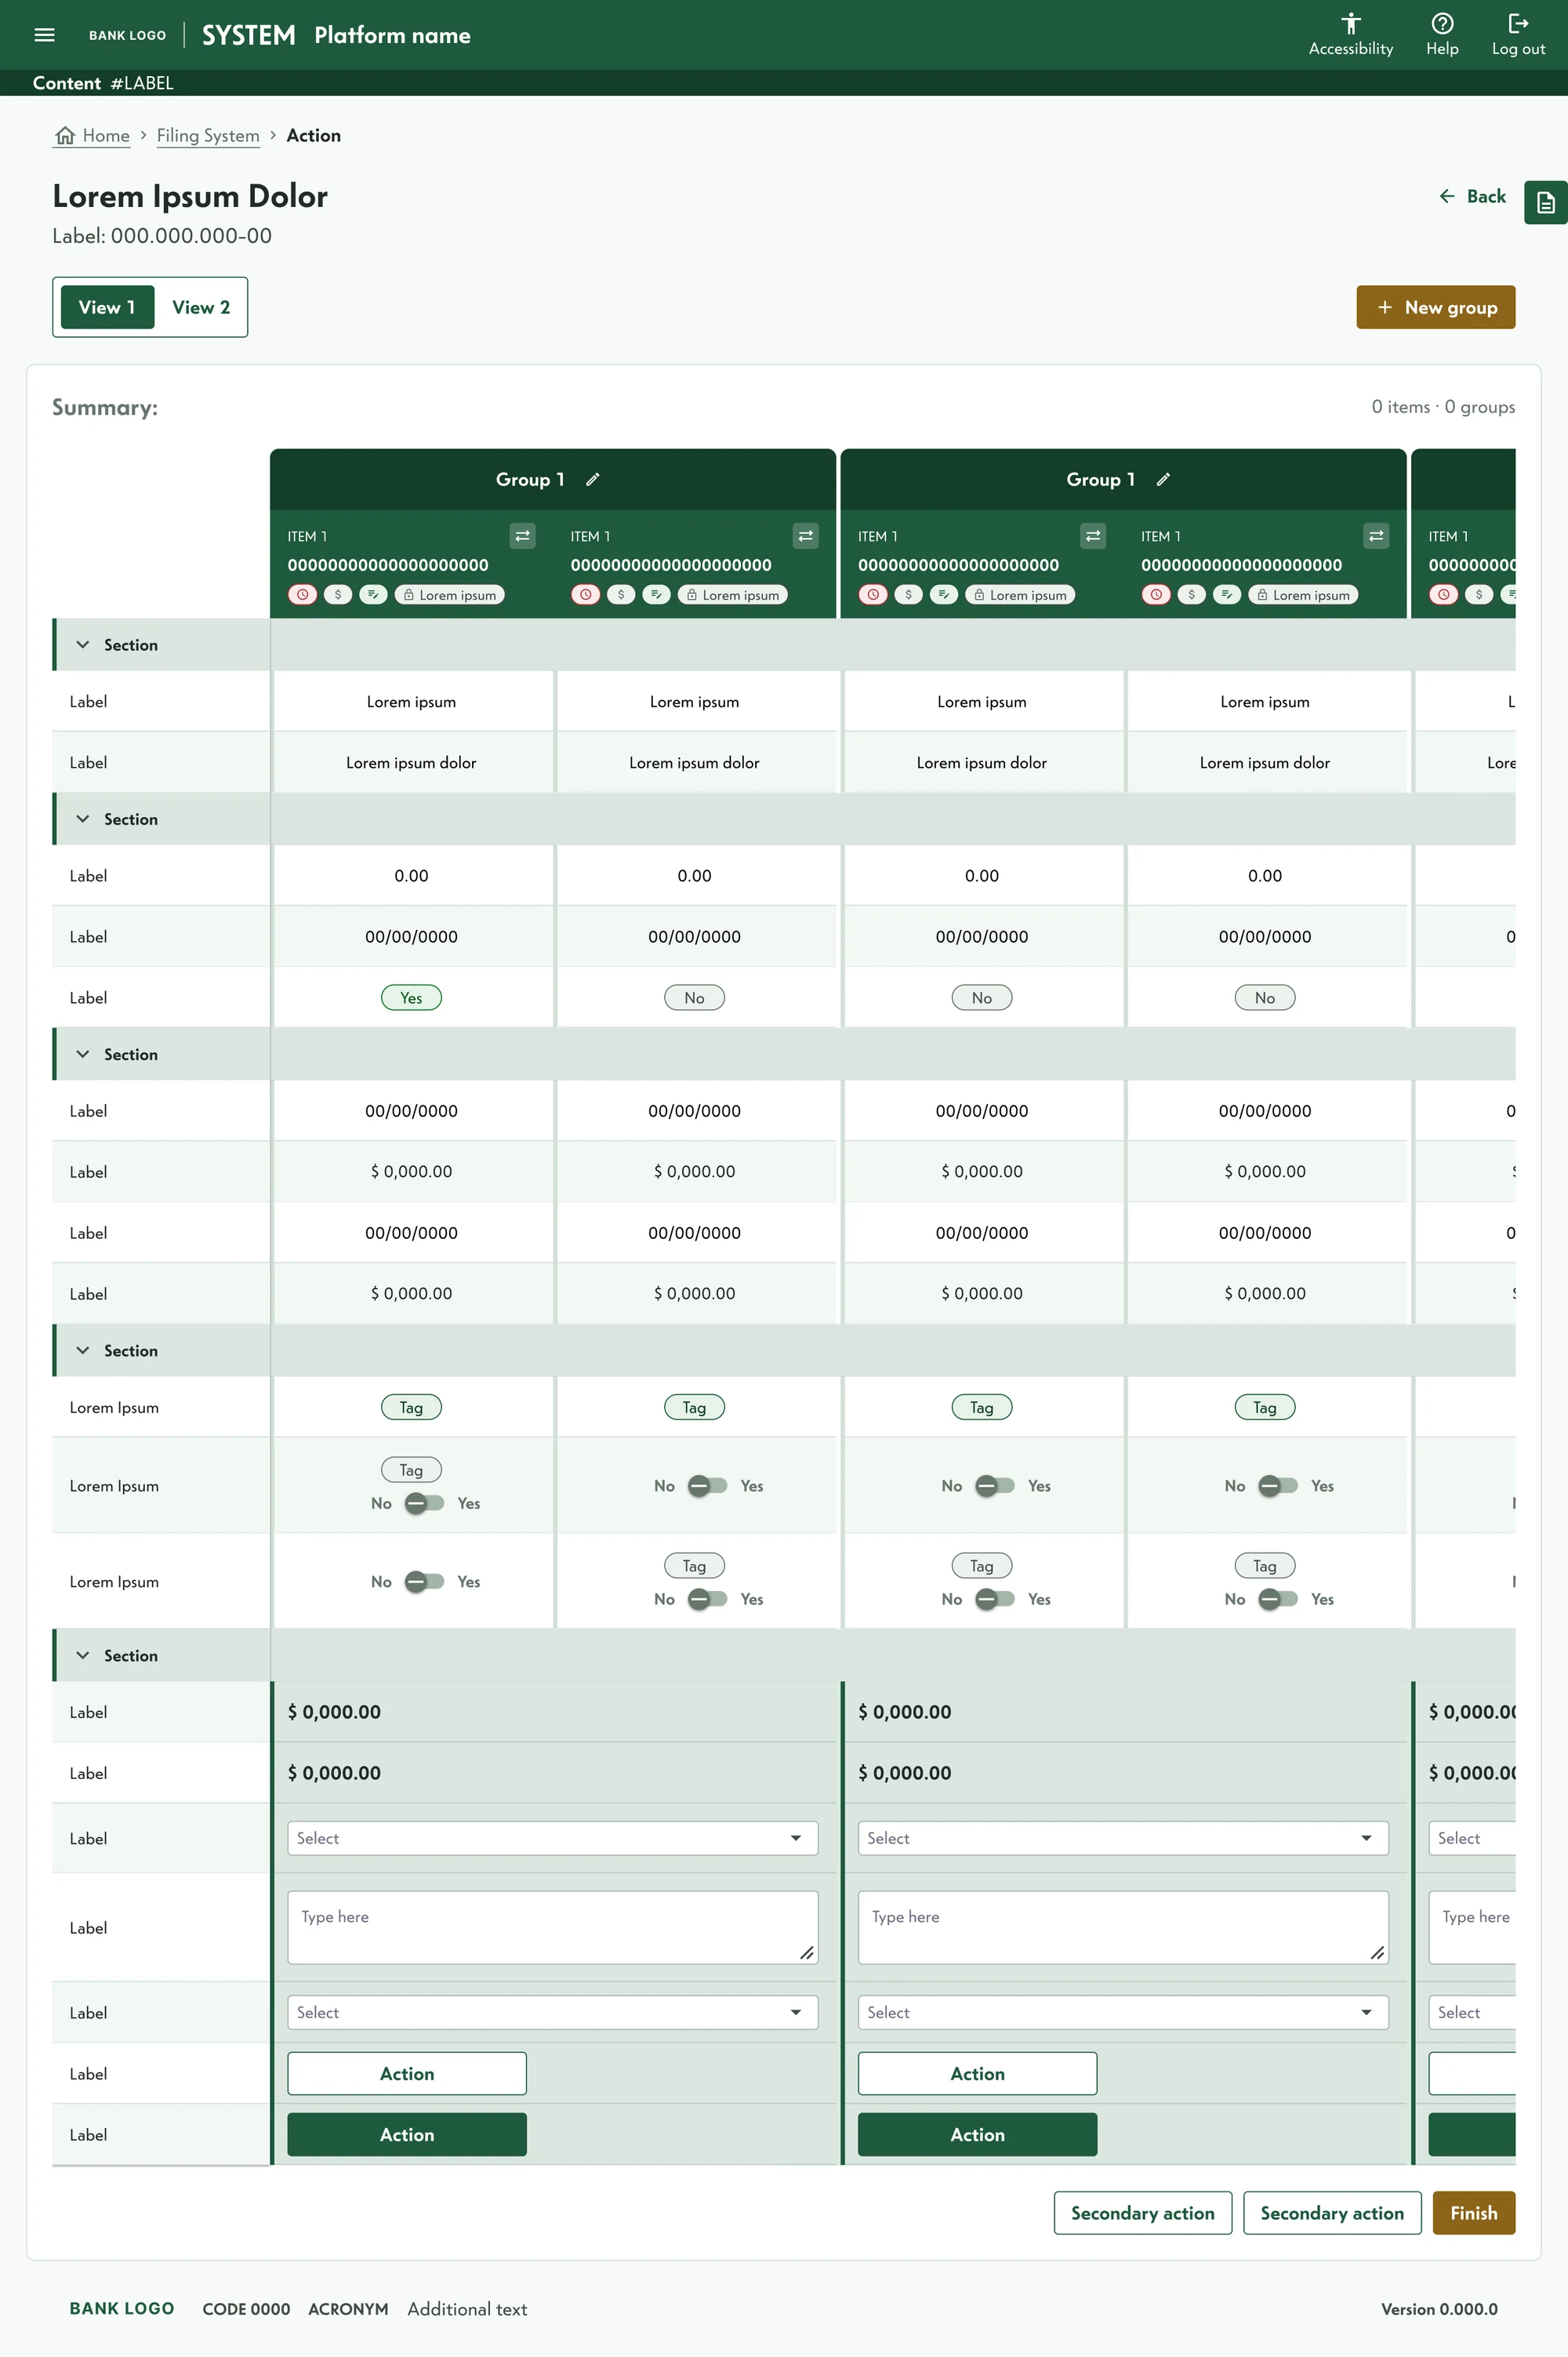 BANK LOGO SYSTEM Platform name Accessibility Help Log out
Content #LABEL
Home > Filing System > Action
Lorem Ipsum Dolor
← Back
Label: 000.000.000-00
View 1 View 2
+ New group
Summary:
0 items · 0 groups
Group 1 Group 1
ITEM 1 ITEM 1 ITEM 1 ITEM 1 ITEM 1
00000000000000000000 00000000000000000000 00000000000000000000 00000000000000000000 000000000
$ Lorem ipsum $ Lorem ipsum $ Lorem ipsum $ Lorem ipsum $
Section
Label Lorem ipsum Lorem ipsum Lorem ipsum Lorem ipsum L
Label Lorem ipsum dolor Lorem ipsum dolor Lorem ipsum dolor Lorem ipsum dolor Lore
Section
Label 0.00 0.00 0.00 0.00
Label 00/00/0000 00/00/0000 00/00/0000 00/00/0000 0
Label Yes No No No
Section
Label 00/00/0000 00/00/0000 00/00/0000 00/00/0000 0
Label $ 0,000.00 $ 0,000.00 $ 0,000.00 $ 0,000.00
Label 00/00/0000 00/00/0000 00/00/0000 00/00/0000 0
Label $ 0,000.00 $ 0,000.00 $ 0,000.00 $ 0,000.00
Section
Lorem Ipsum Tag Tag Tag Tag
Tag
Lorem Ipsum No Yes No Yes No Yes No Yes
Tag Tag Tag
Lorem Ipsum No Yes No Yes No Yes No Yes
Section
Label $ 0,000.00 $ 0,000.00 $ 0,000.00
Label $ 0,000.00 $ 0,000.00 $ 0,000.00
Label Select Select Select
Label Type here Type here Type here
Label Select Select Select
Label Action Action
Label Action Action
Secondary action Secondary action Finish
BANK LOGO CODE 0000 ACRONYM Additional text Version 0.000.0